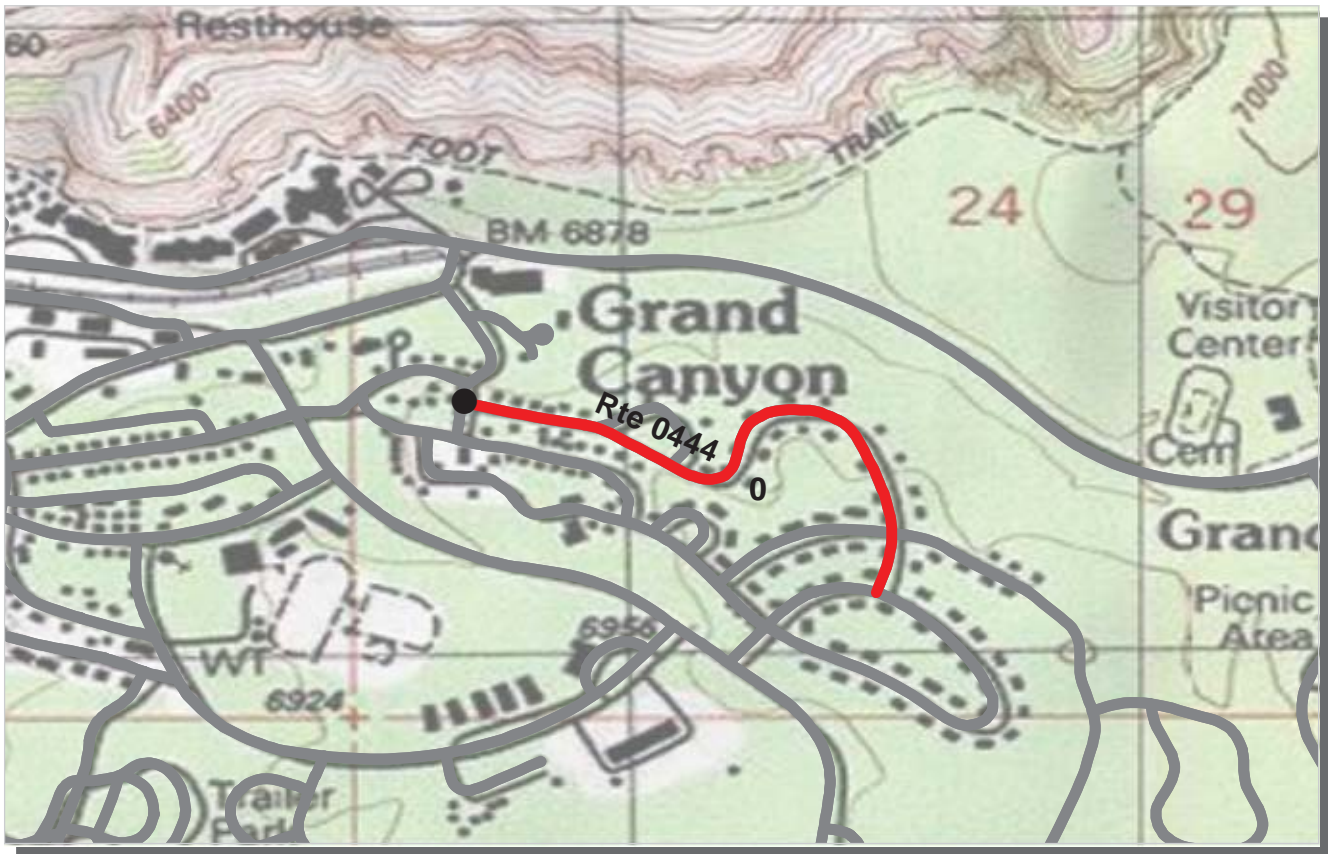 Resthouse
60
6400
7000
FOOT
TRAIL
24
29
BM 6878
Grand
Canyon
Visitor
Center
Rte 0444
0
Cem
Grand
Picnic
Area
6956
WT
6924
Trailer
Park